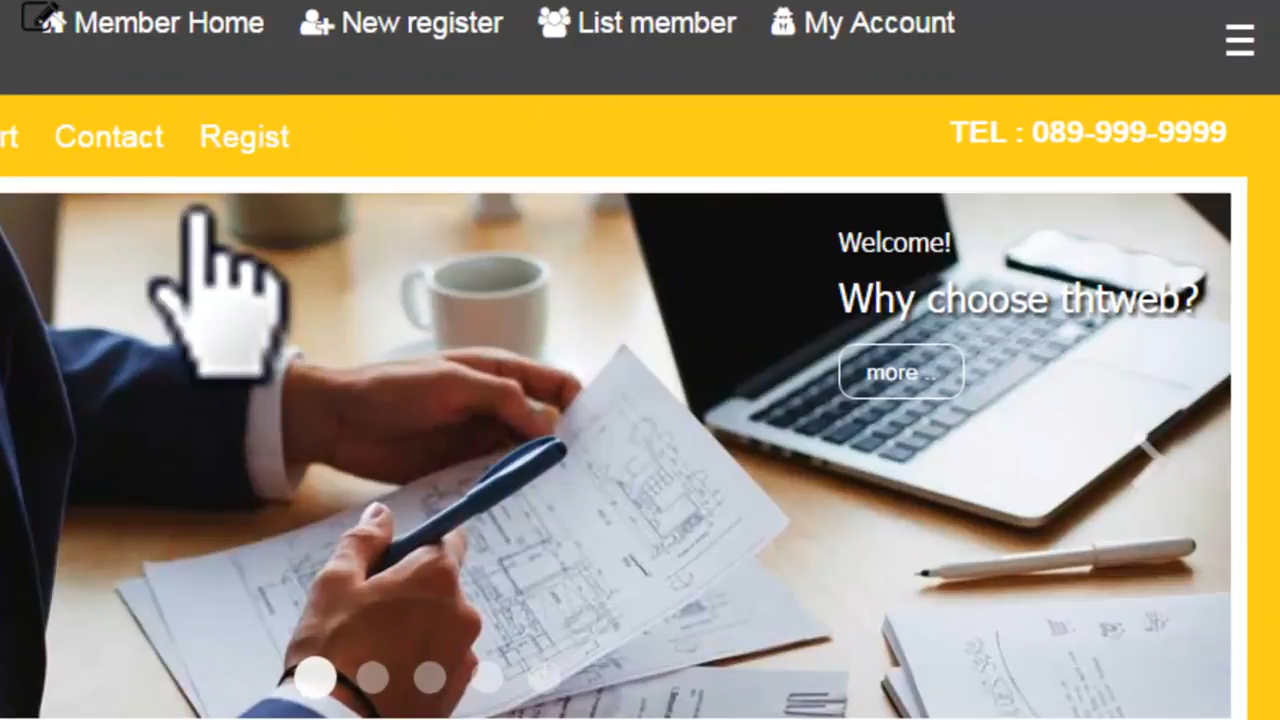 Member Home New register List member My Account
rt Contact Regist TEL : 089-999-9999
Welcome!
Why choose thtweb?
more ..